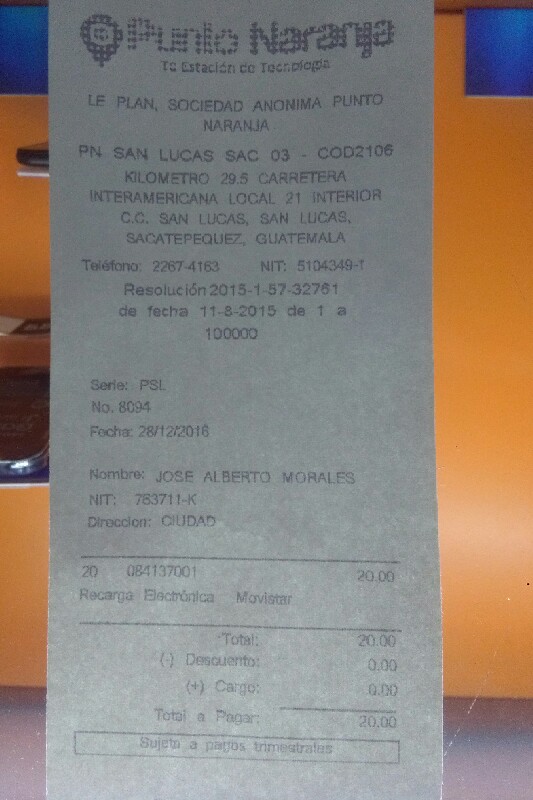 Punto Naranja
Tu Estación de Tecnología
LE PLAN, SOCIEDAD ANONIMA PUNTO
NARANJA
PN SAN LUCAS SAC 03 - COD2106
KILOMETRO 29.5 CARRETERA
INTERAMERICANA LOCAL 21 INTERIOR
C.C. SAN LUCAS, SAN LUCAS,
SACATEPEQUEZ, GUATEMALA
Teléfono: 2267-4163 NIT: 5104349-1
Resolución 2015-1-57-32761
de fecha 11-8-2015 de 1 a
100000
Serie: PSL
No. 8094
Fecha: 28/12/2016
Nombre: JOSE ALBERTO MORALES
NIT: 783711-K
Direccion: CIUDAD
20 084137001 20.00
Recarga Electrónica Movistar
Total: 20.00
(-) Descuento: 0.00
(+) Cargo: 0.00
Total a Pagar: 20.00
Sujeto a pagos trimestrales